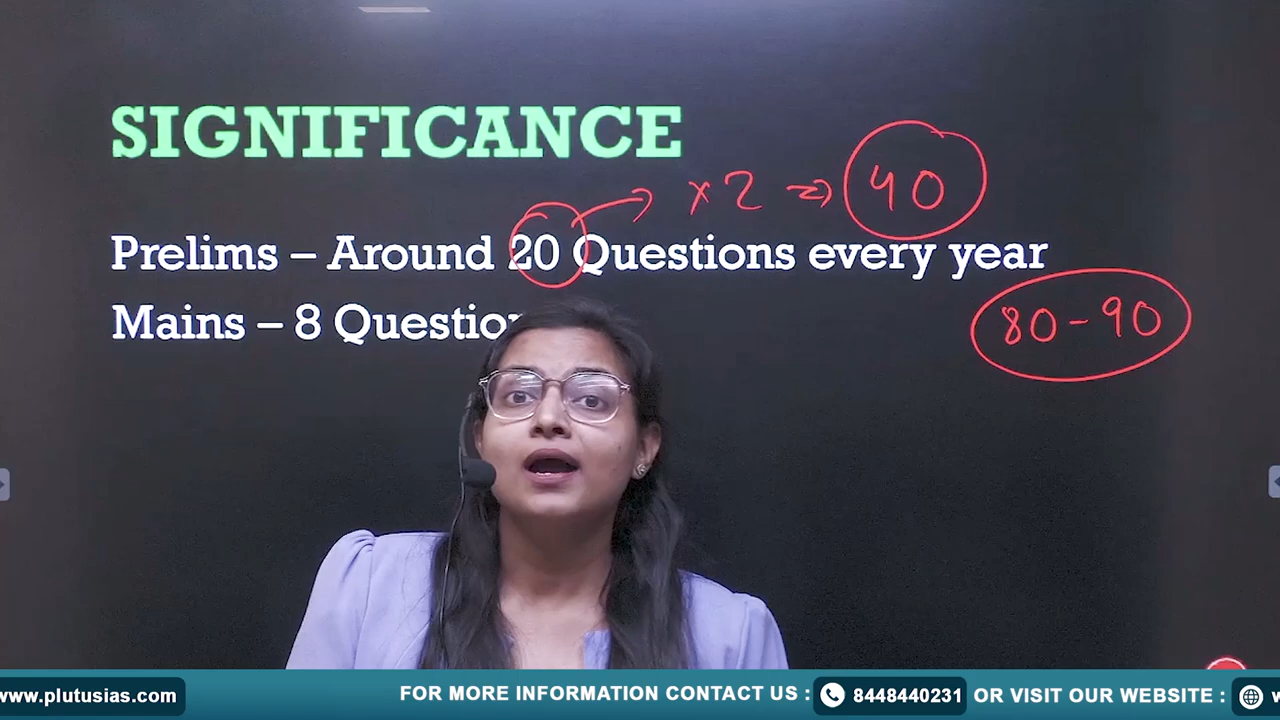 SIGNIFICANCE
× 2 ⇒ 40
Prelims – Around 20 Questions every year
Mains – 8 Question
80 - 90
www.plutusias.com
FOR MORE INFORMATION CONTACT US : 8448440231 OR VISIT OUR WEBSITE :